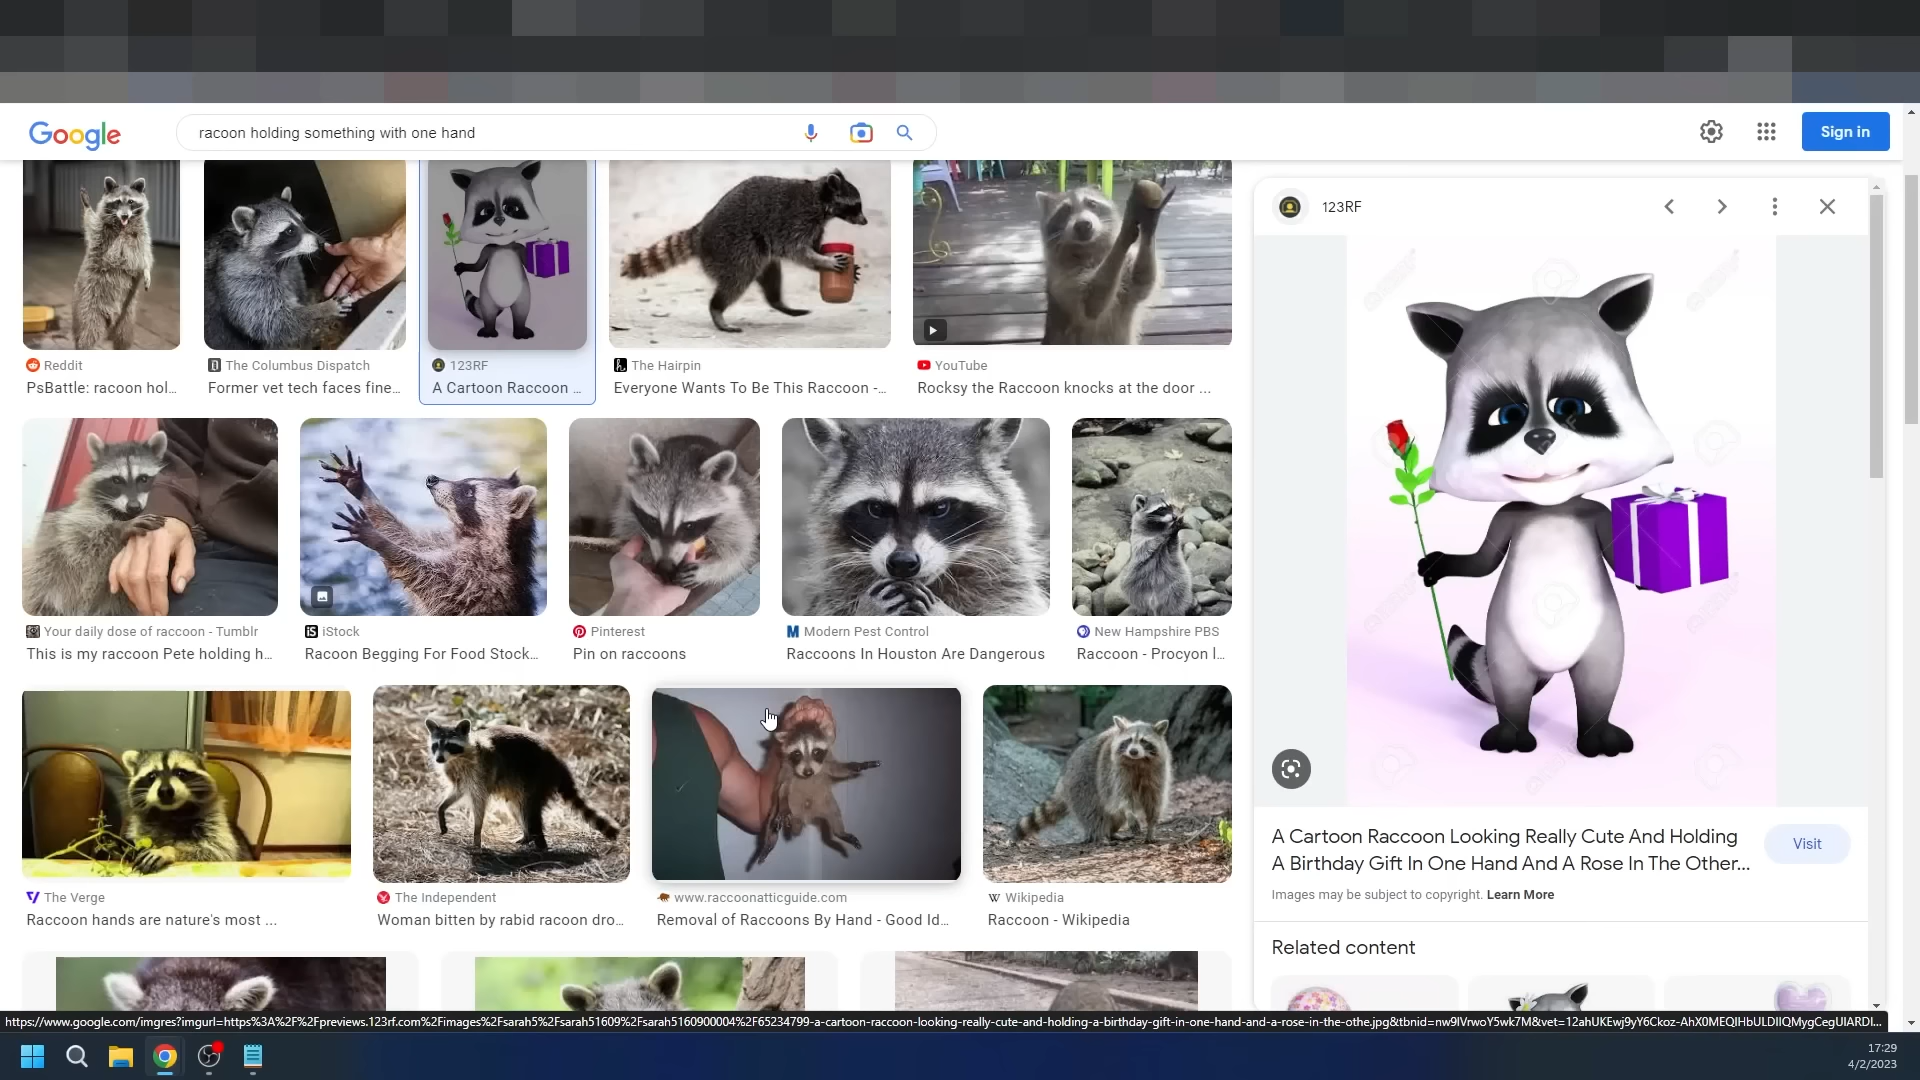 Google
racoon holding something with one hand
Sign in
Reddit
PsBattle: racoon hol...
The Columbus Dispatch
Former vet tech faces fine...
123RF
A Cartoon Raccoon ...
The Hairpin
Everyone Wants To Be This Raccoon -...
YouTube
Rocksy the Raccoon knocks at the door ...
Your daily dose of raccoon - Tumblr
This is my raccoon Pete holding h...
iStock
Racoon Begging For Food Stock...
Pinterest
Pin on raccoons
Modern Pest Control
Raccoons In Houston Are Dangerous
New Hampshire PBS
Raccoon - Procyon l...
The Verge
Raccoon hands are nature's most ...
The Independent
Woman bitten by rabid racoon dro...
www.raccoonatticguide.com
Removal of Raccoons By Hand - Good Id...
Wikipedia
Raccoon - Wikipedia
123RF
A Cartoon Raccoon Looking Really Cute And Holding
A Birthday Gift In One Hand And A Rose In The Other...
Visit
Images may be subject to copyright. Learn More
Related content
https://www.google.com/imgres?imgurl=https%3A%2F%2Fpreviews.123rf.com%2Fimages%2Fsarah5%2Fsarah51609%2Fsarah5160900004%2F65234799-a-cartoon-raccoon-looking-really-cute-and-holding-a-birthday-gift-in-one-hand-and-a-rose-in-the-othe.jpg&tbnid=nw9IVrwoY5wk7M&vet=12ahUKEwj9yY6Ckoz-AhX0MEQIHbULDIIQMygCegUIARDI...
17:29
4/2/2023